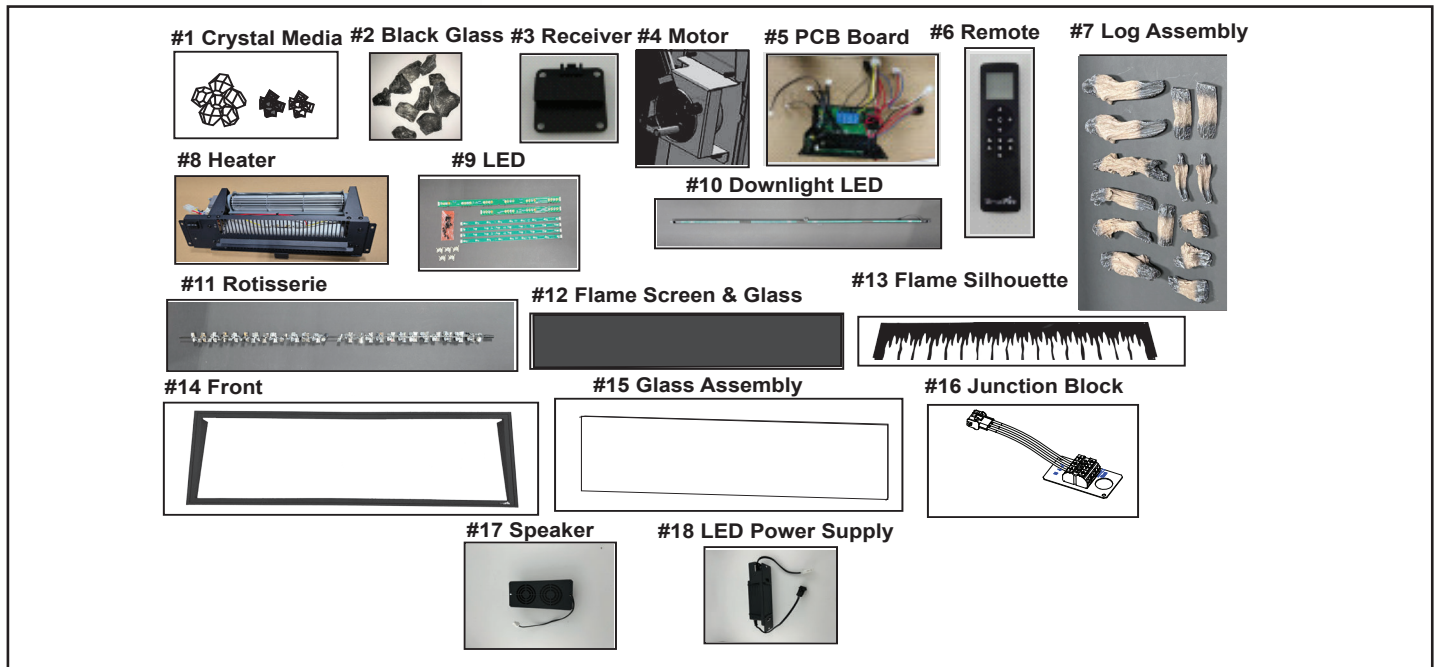 #1 Crystal Media
#2 Black Glass
#3 Receiver
#4 Motor
#5 PCB Board
#6 Remote
#7 Log Assembly
#8 Heater
#9 LED
#10 Downlight LED
#11 Rotisserie
#12 Flame Screen & Glass
#13 Flame Silhouette
#14 Front
#15 Glass Assembly
#16 Junction Block
#17 Speaker
#18 LED Power Supply